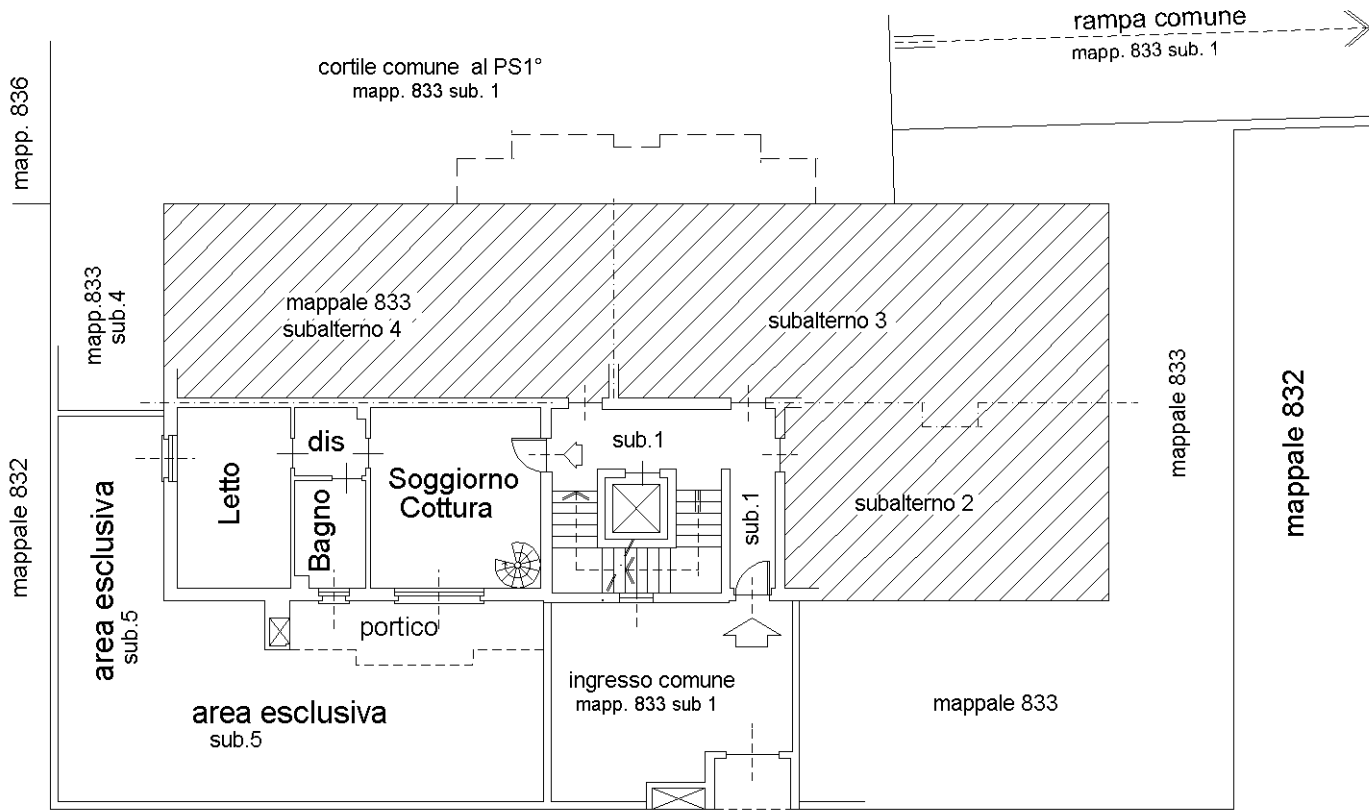 rampa comune
mapp. 833 sub. 1
cortile comune al PS1°
mapp. 833 sub. 1
mapp. 836
mapp.833
sub.4
mappale 833
subalterno 4
subalterno 3
mappale 833
mappale 832
mappale 832
area esclusiva
sub.5
Letto
dis
Bagno
Soggiorno
Cottura
sub.1
sub.1
subalterno 2
portico
area esclusiva
sub.5
ingresso comune
mapp. 833 sub 1
mappale 833